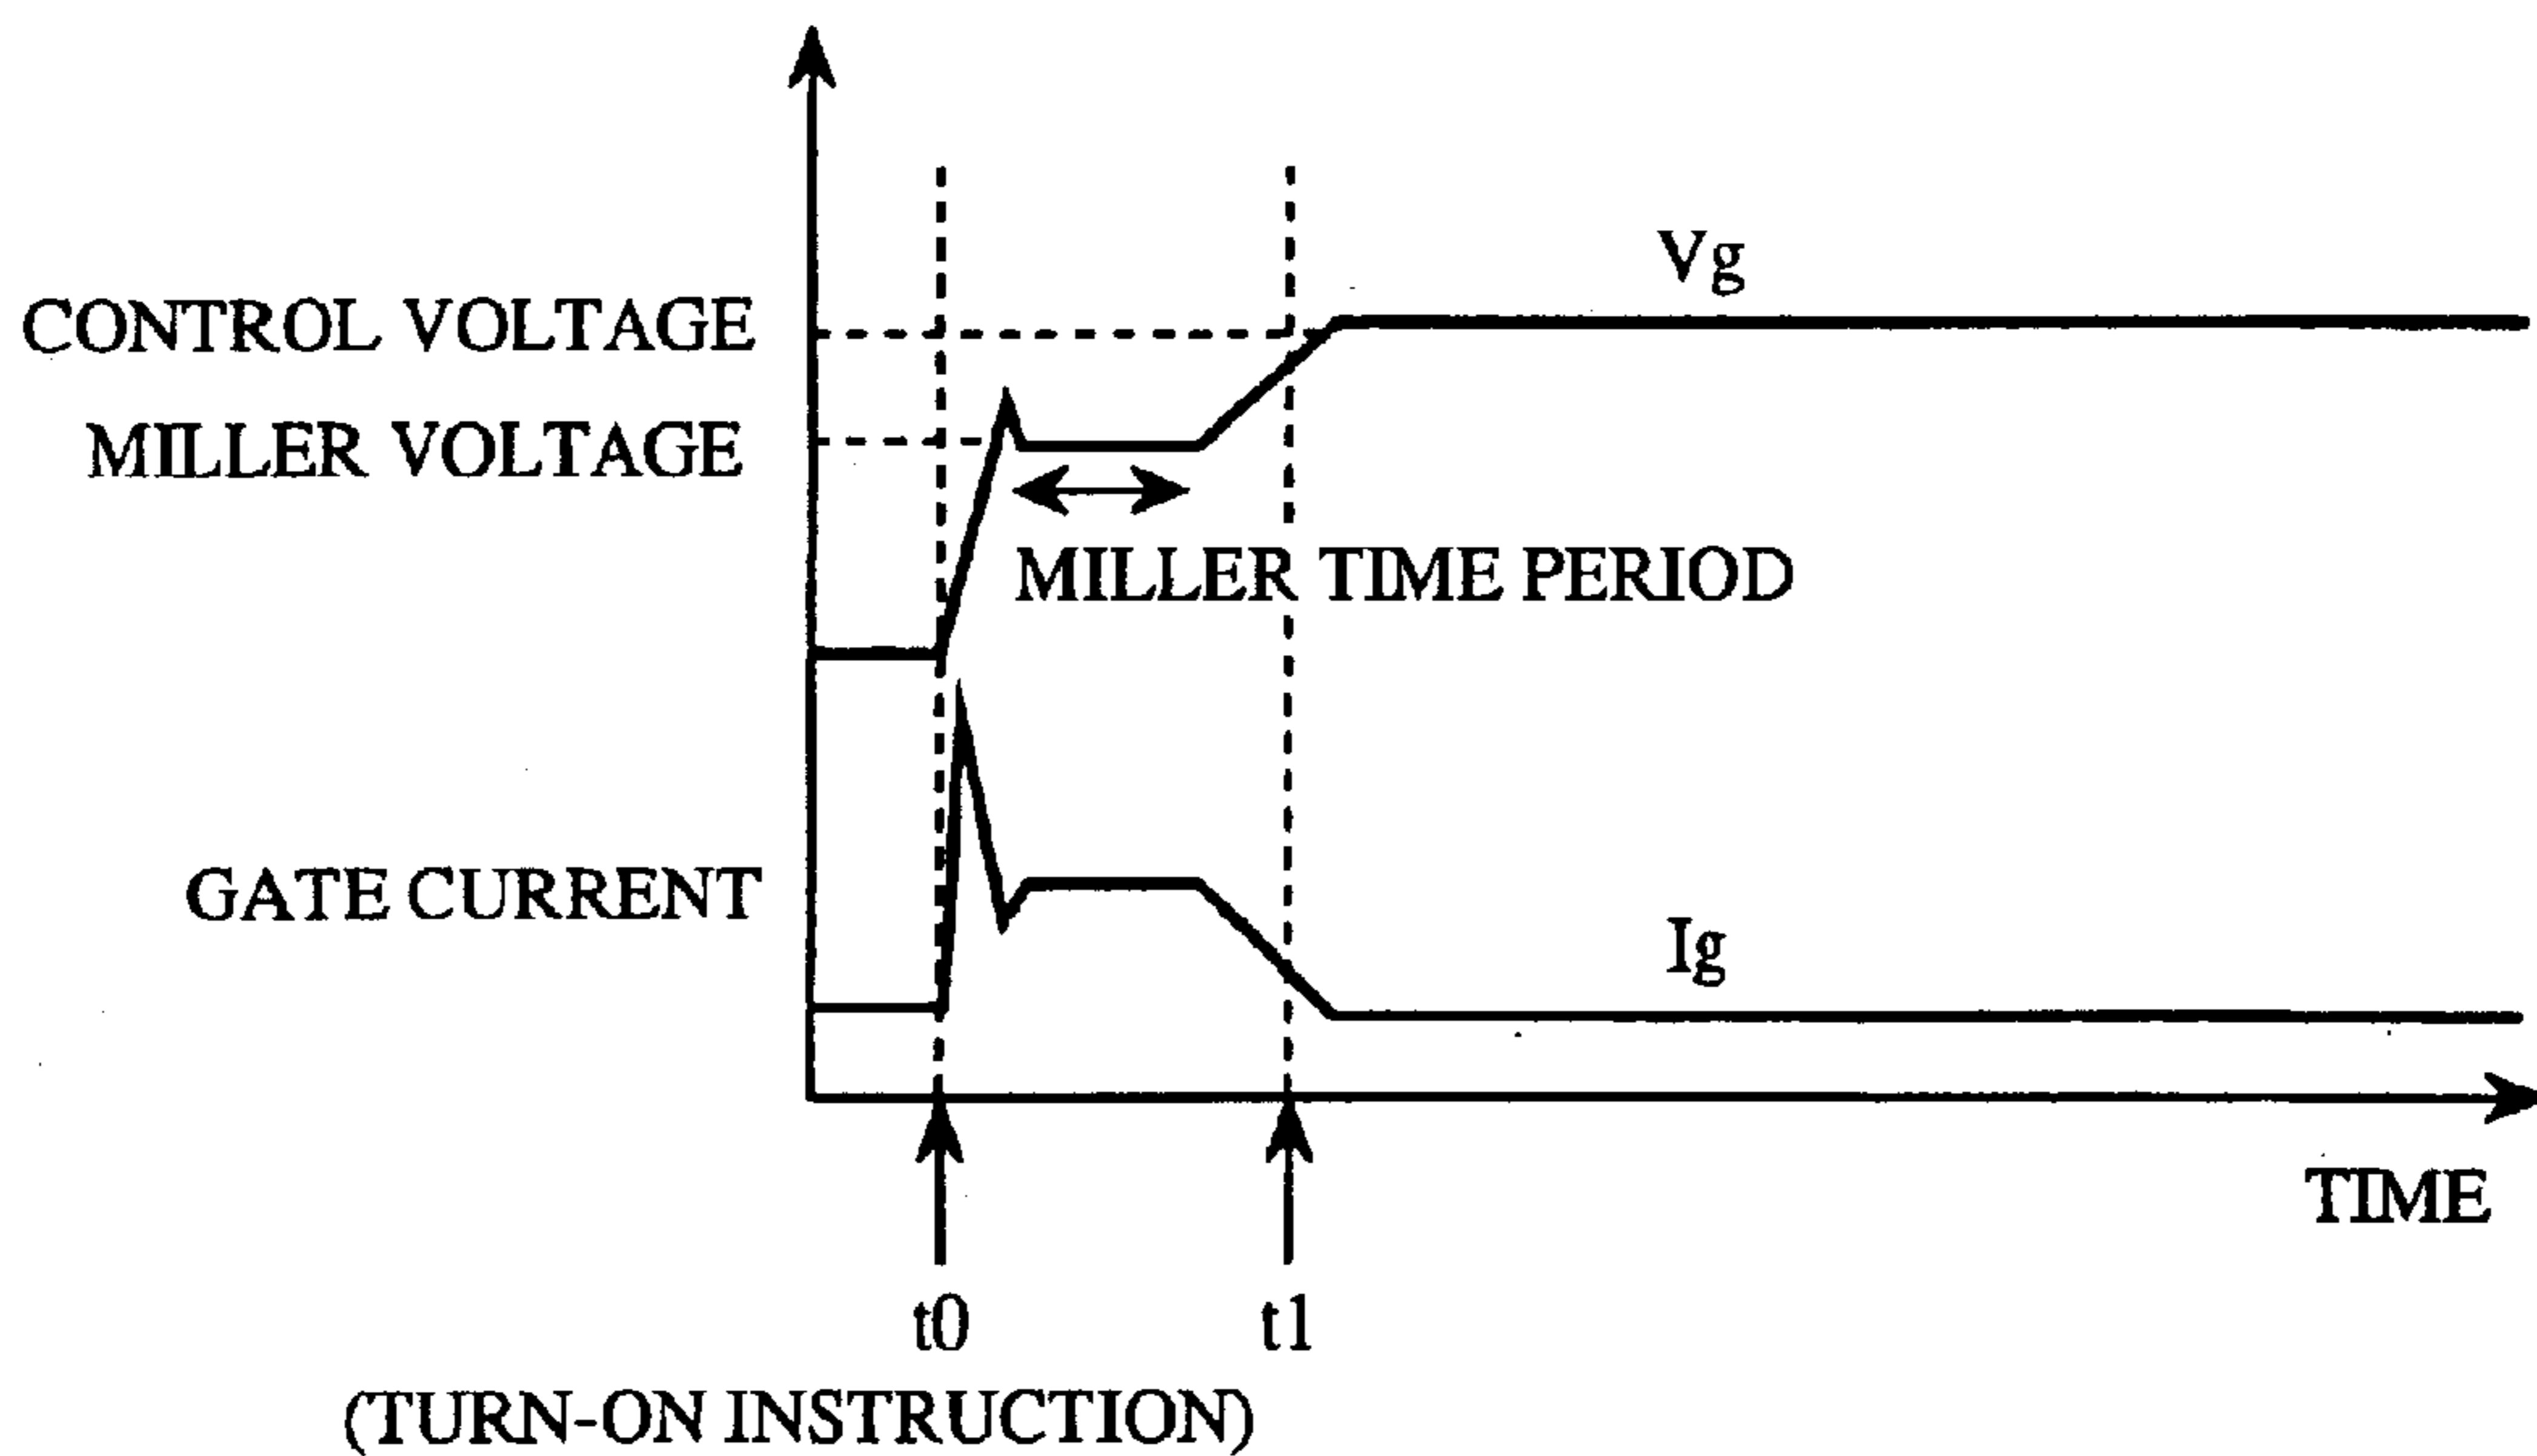 Vg
CONTROL VOLTAGE
MILLER VOLTAGE
MILLER TIME PERIOD
GATE CURRENT
Ig
TIME
t0
t1
(TURN-ON INSTRUCTION)